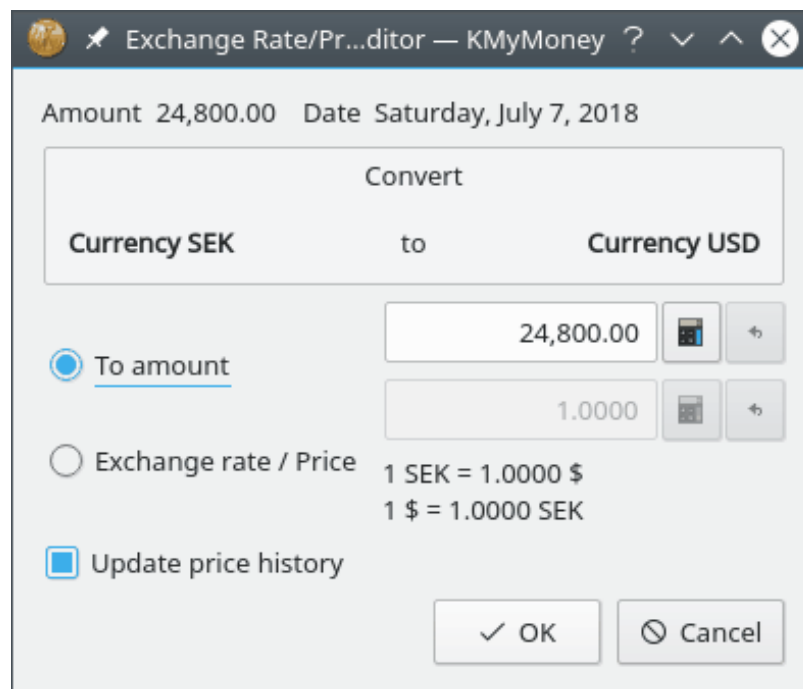 Exchange Rate/Pr...ditor — KMyMoney ?
Amount 24,800.00 Date Saturday, July 7, 2018
Convert
Currency SEK to Currency USD
24,800.00
To amount
1.0000
Exchange rate / Price
1 SEK = 1.0000 $
1 $ = 1.0000 SEK
Update price history
OK Cancel